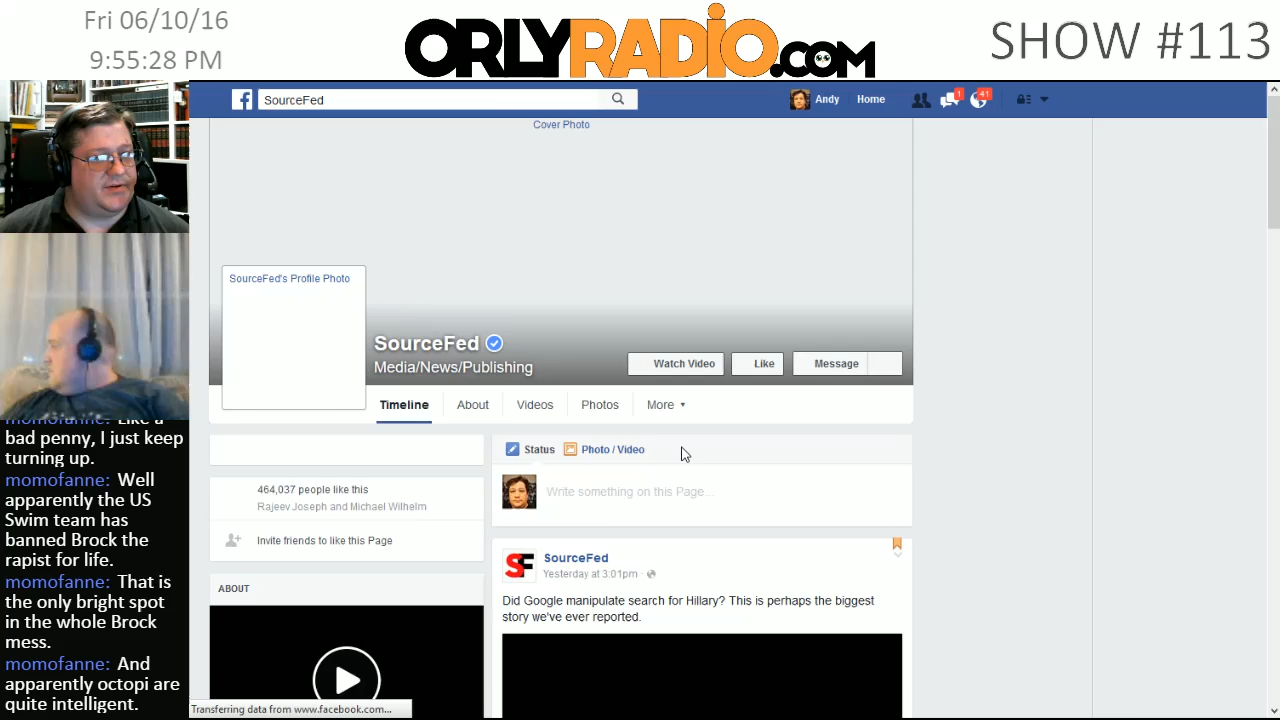 Fri 06/10/16
9:55:28 PM
ORLYRADIO.COM
SHOW #113
SourceFed
Andy
Home
1
41
Cover Photo
SourceFed's Profile Photo
SourceFed
Media/News/Publishing
Watch Video
Like
Message
Timeline
About
Videos
Photos
More
Status
Photo / Video
Write something on this Page...
464,037 people like this
Rajeev Joseph and Michael Wilhelm
Invite friends to like this Page
ABOUT
SF
SourceFed
Yesterday at 3:01pm ·
Did Google manipulate search for Hillary? This is perhaps the biggest
story we've ever reported.
Transferring data from www.facebook.com...
momofanne: Like a
bad penny, I just keep
turning up.
momofanne: Well
apparently the US
Swim team has
banned Brock the
rapist for life.
momofanne: That is
the only bright spot
in the whole Brock
mess.
momofanne: And
apparently octopi are
quite intelligent.